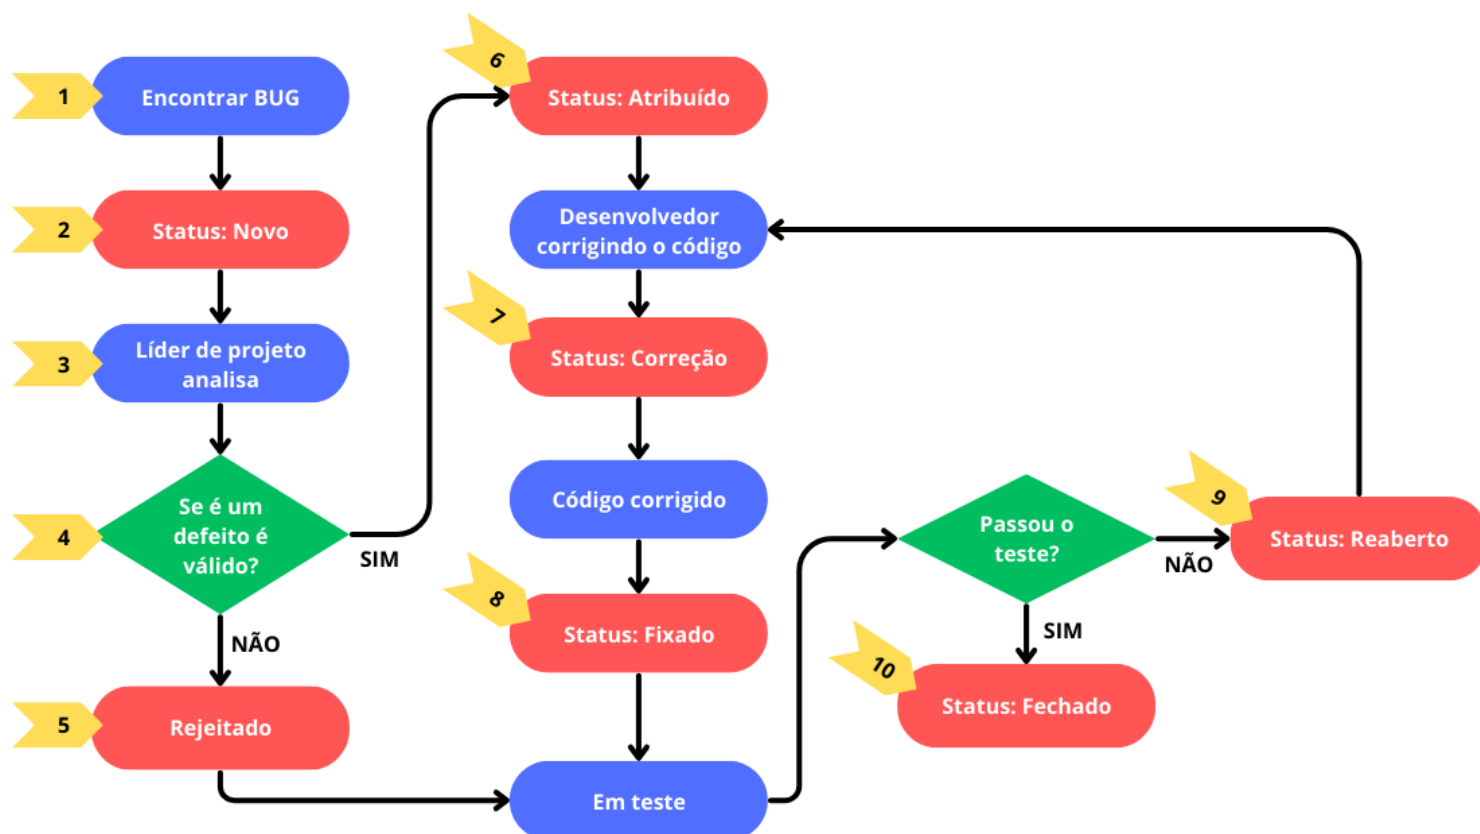 1
Encontrar BUG
2
Status: Novo
3
Líder de projeto
analisa
4
Se é um
defeito é
válido?
SIM
NÃO
5
Rejeitado
6
Status: Atribuído
Desenvolvedor
corrigindo o código
7
Status: Correção
Código corrigido
8
Status: Fixado
Em teste
Passou o
teste?
NÃO
SIM
9
Status: Reaberto
10
Status: Fechado